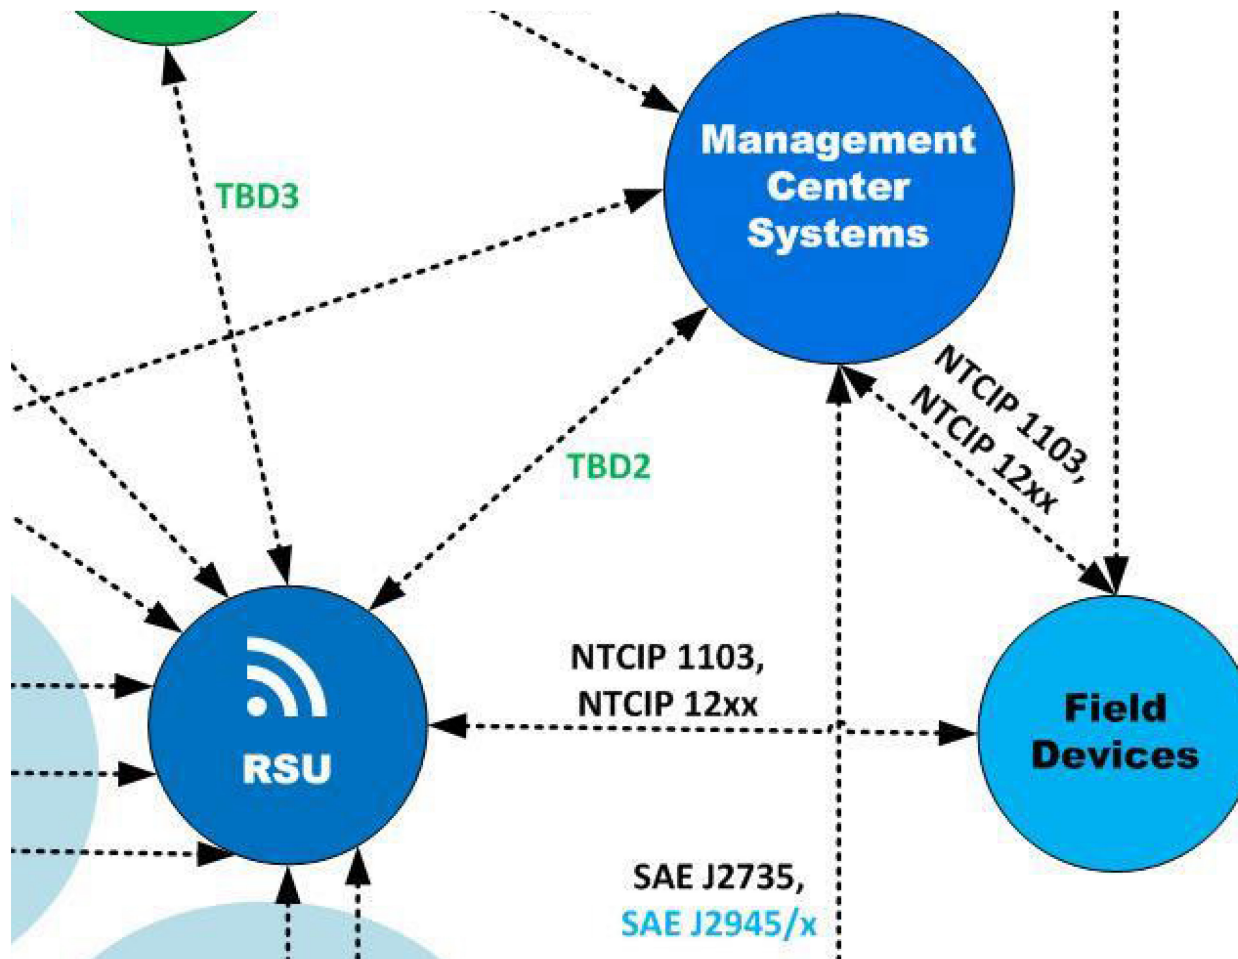 Management
Center
Systems
TBD3
NTCIP 1103,
NTCIP 12xx
TBD2
NTCIP 1103,
NTCIP 12xx
Field
Devices
RSU
SAE J2735,
SAE J2945/x